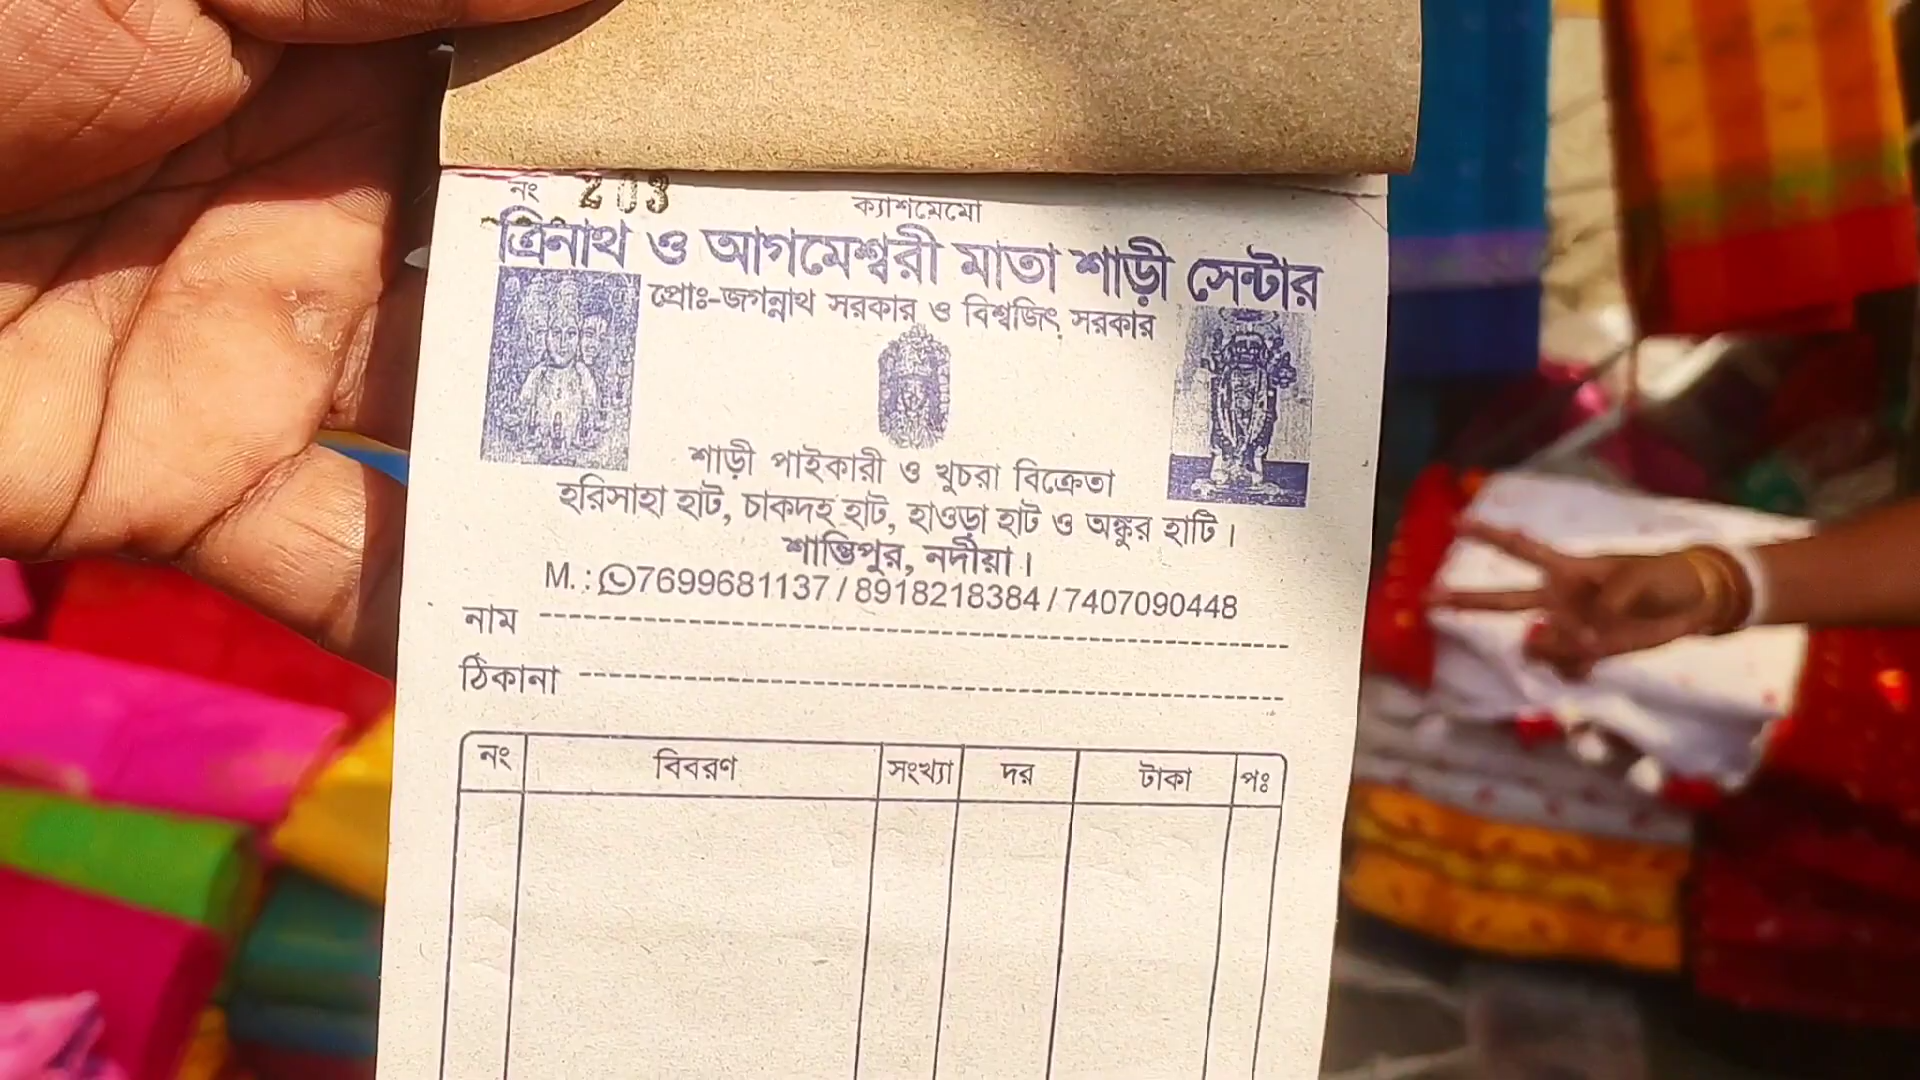 নং 203
ক্যাশমেমো
ত্রিনাথ ও আগমেশ্বরী মাতা শাড়ী সেন্টার
প্রোঃ-জগন্নাথ সরকার ও বিশ্বজিৎ সরকার
শাড়ী পাইকারী ও খুচরা বিক্রেতা
হরিসাহা হাট, চাকদহ হাট, হাওড়া হাট ও অঙ্কুর হাটি।
শান্তিপুর, নদীয়া।
M. : 7699681137 / 8918218384 / 7407090448
নাম
ঠিকানা
নং বিবরণ সংখ্যা দর টাকা পঃ